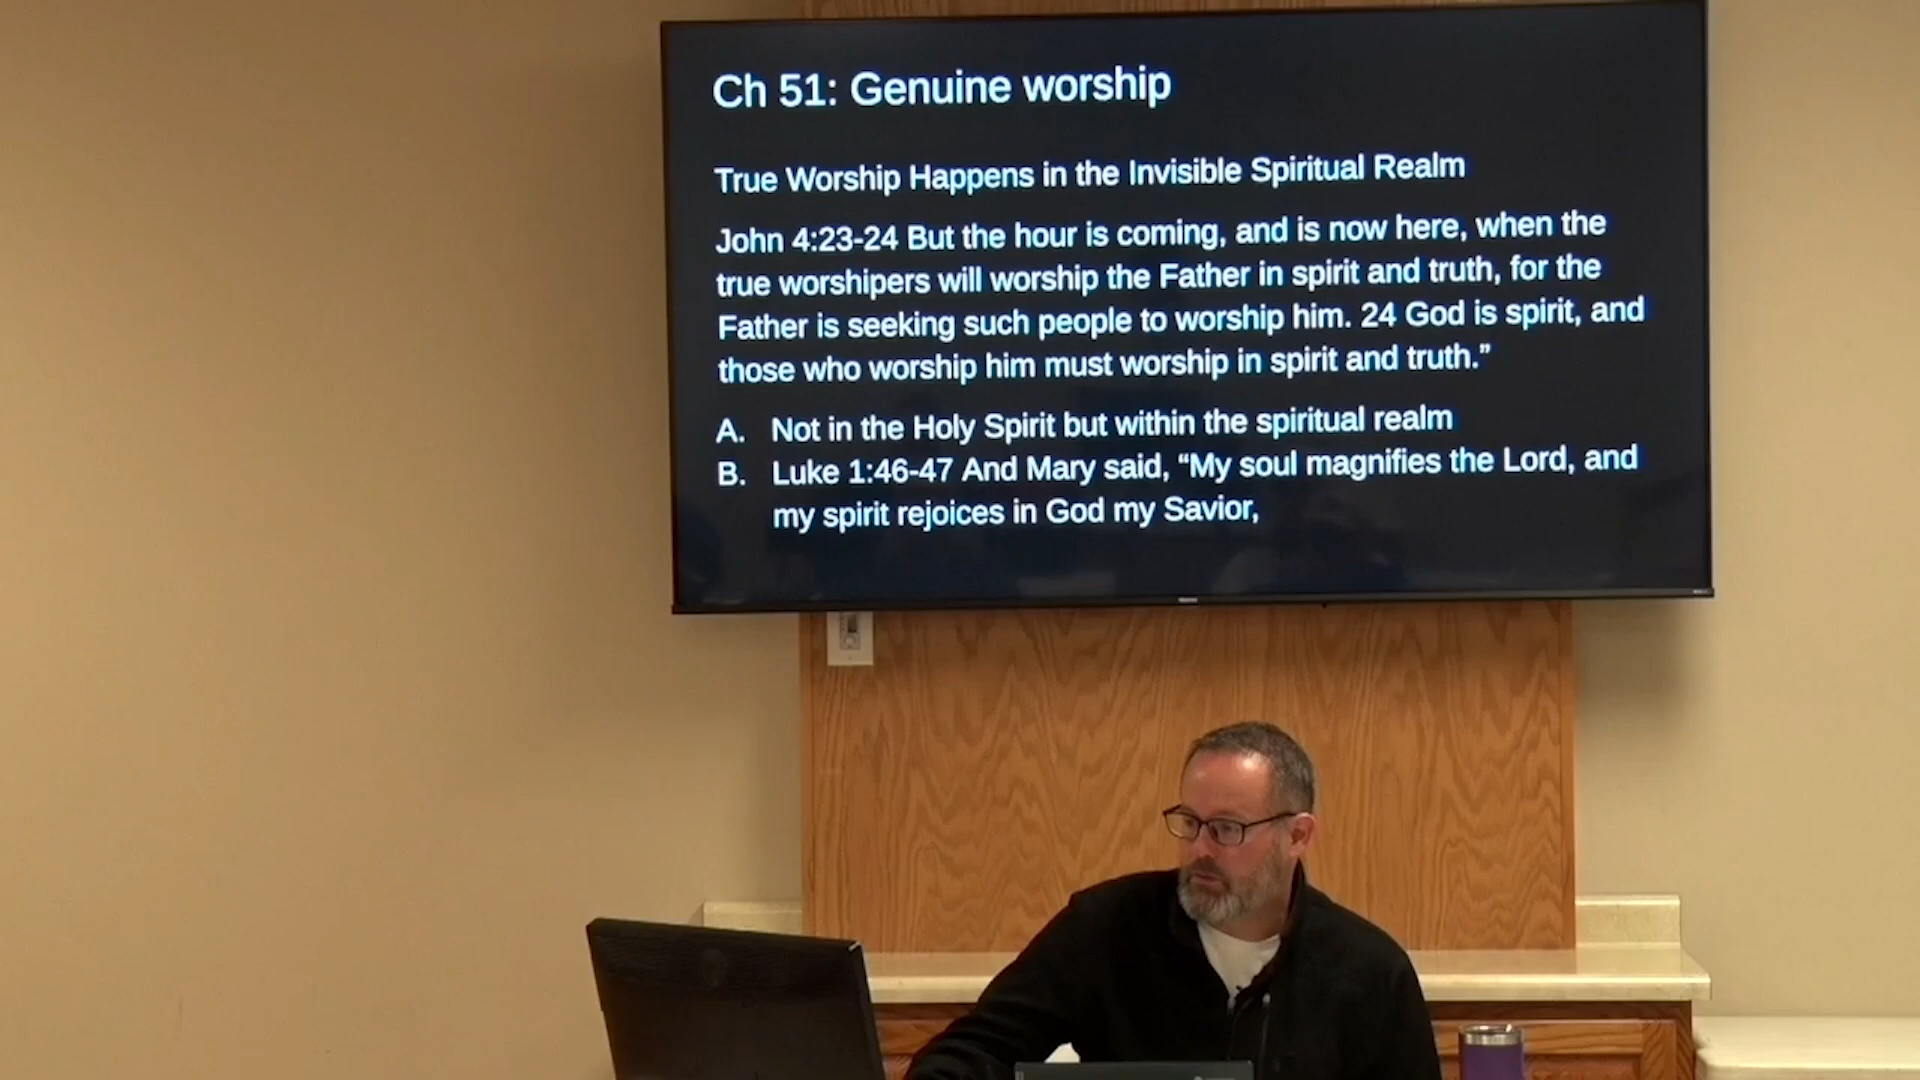 Ch 51: Genuine worship
True Worship Happens in the Invisible Spiritual Realm
John 4:23-24 But the hour is coming, and is now here, when the
true worshipers will worship the Father in spirit and truth, for the
Father is seeking such people to worship him. 24 God is spirit, and
those who worship him must worship in spirit and truth.”
A. Not in the Holy Spirit but within the spiritual realm
B. Luke 1:46-47 And Mary said, “My soul magnifies the Lord, and
my spirit rejoices in God my Savior,